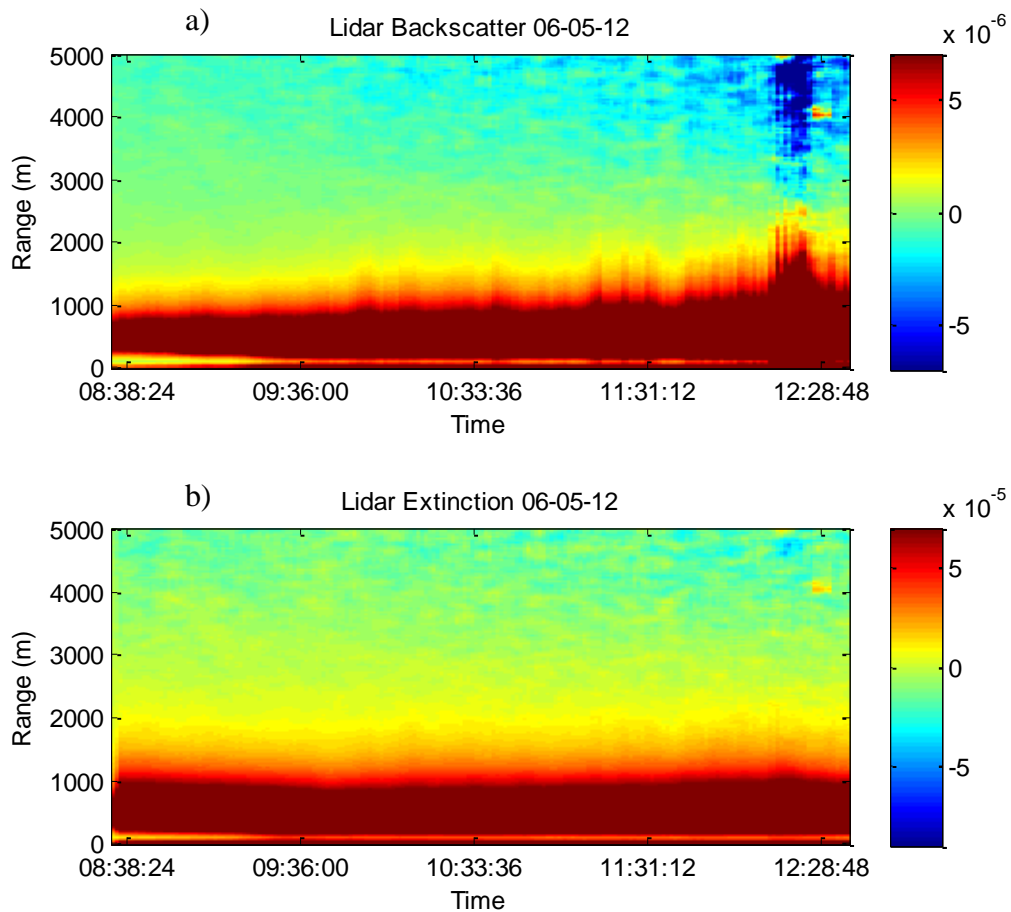 a)
Lidar Backscatter 06-05-12
x 10-6
5000
4000
3000
2000
1000
0
Range (m)
5
0
-5
08:38:24 09:36:00 10:33:36 11:31:12 12:28:48
Time
b)
Lidar Extinction 06-05-12
x 10-5
5000
4000
3000
2000
1000
0
Range (m)
5
0
-5
08:38:24 09:36:00 10:33:36 11:31:12 12:28:48
Time